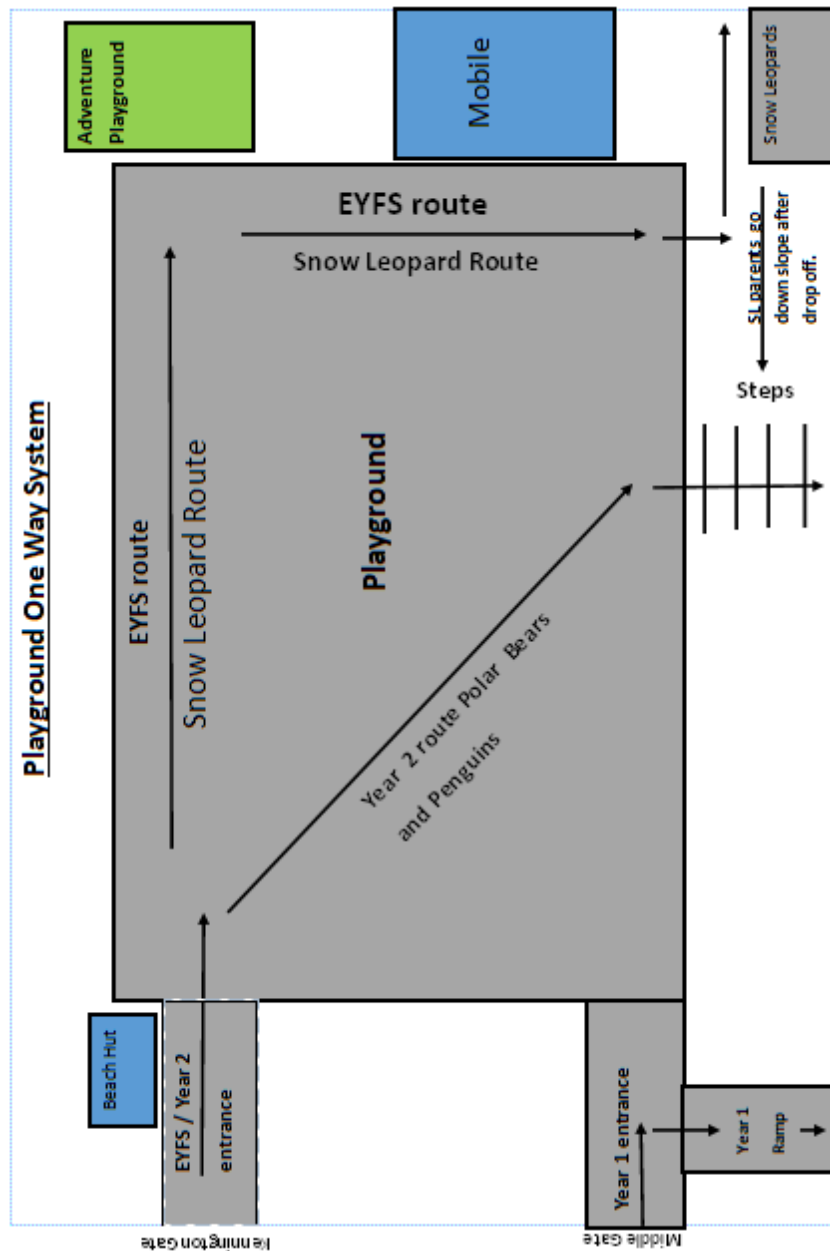 Playground One Way System
Adventure
Playground
Mobile
Snow Leopards
EYFS route
Snow Leopard Route
SL parents go
down slope after
drop off.
Steps
EYFS route
Snow Leopard Route
Playground
Year 2 route Polar Bears
and Penguins
Beach Hut
EYFS / Year 2
entrance
Kennington Gate
Year 1 entrance
Middle Gate
Year 1
Ramp